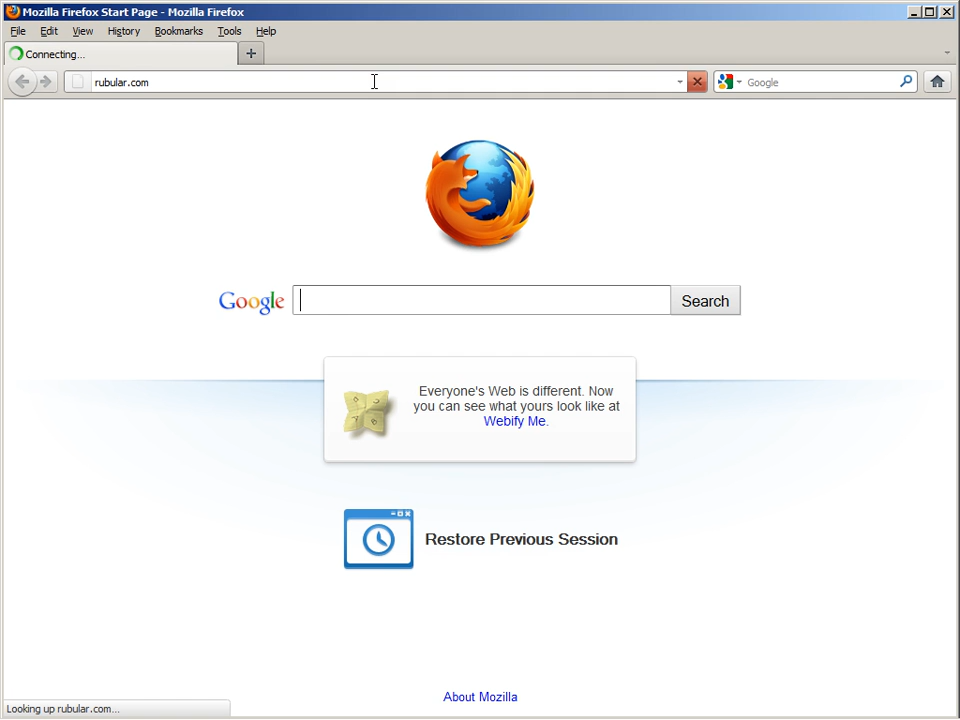 Mozilla Firefox Start Page - Mozilla Firefox
File Edit View History Bookmarks Tools Help
Connecting...
rubular.com
Google
Google
Search
Everyone's Web is different. Now
you can see what yours look like at
Webify Me.
Restore Previous Session
About Mozilla
Looking up rubular.com...